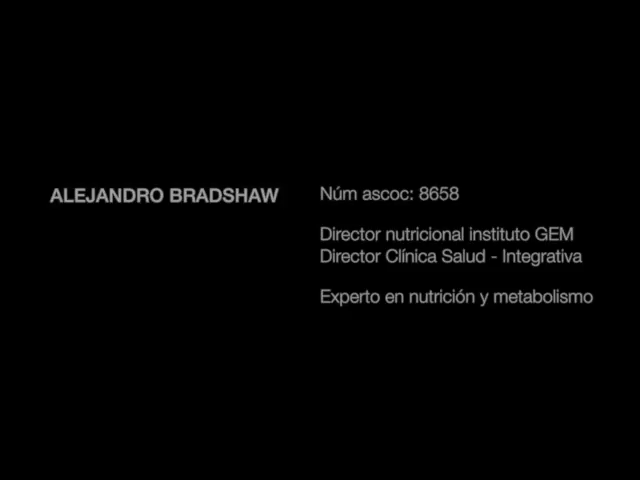 ALEJANDRO BRADSHAW
Núm ascoc: 8658
Director nutricional instituto GEM
Director Clínica Salud - Integrativa
Experto en nutrición y metabolismo